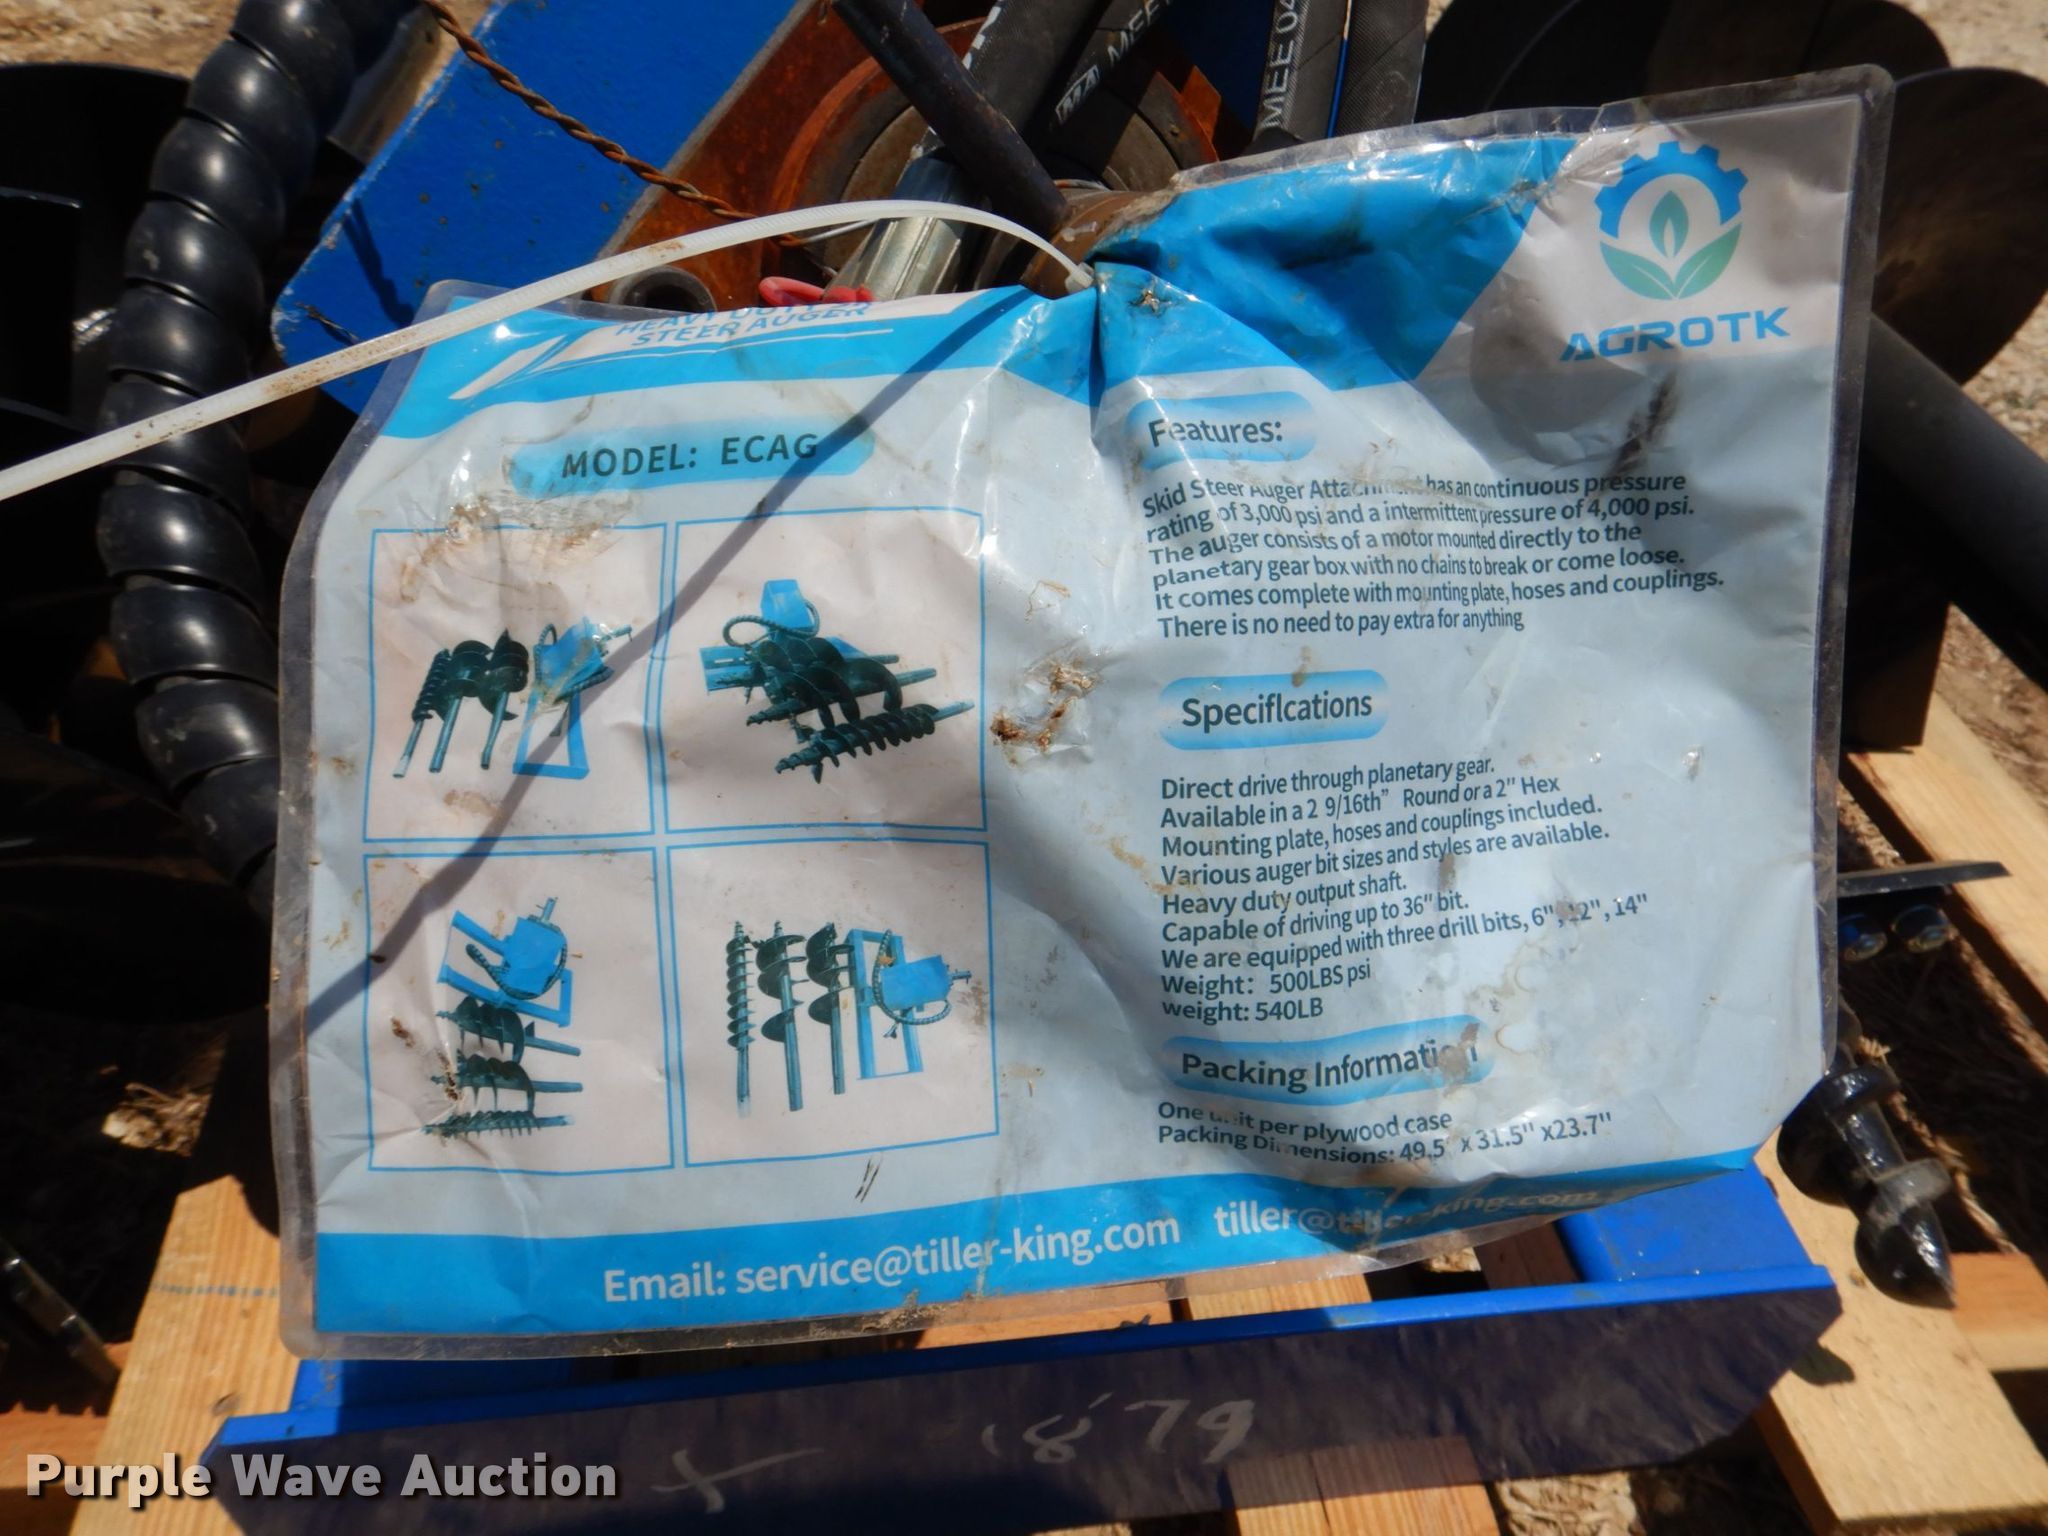 MEE
MEE 04
HEAVY DUTY
STEER AUGER
AGROTK
MODEL: ECAG
Features:
Skid Steer Auger Attachment has an continuous pressure
rating of 3,000 psi and a intermittent pressure of 4,000 psi.
The auger consists of a motor mounted directly to the
planetary gear box with no chains to break or come loose.
It comes complete with mounting plate, hoses and couplings.
There is no need to pay extra for anything
Speciflcations
Direct drive through planetary gear.
Available in a 2 9/16th” Round or a 2" Hex
Mounting plate, hoses and couplings included.
Various auger bit sizes and styles are available.
Heavy duty output shaft.
Capable of driving up to 36" bit.
We are equipped with three drill bits, 6", 12", 14"
Weight: 500LBS psi
weight: 540LB
Packing Information
One unit per plywood case
Packing Dimensions: 49.5" x 31.5" x23.7"
Email: service@tiller-king.com tiller@tiller-king.com
1879
Purple Wave Auction